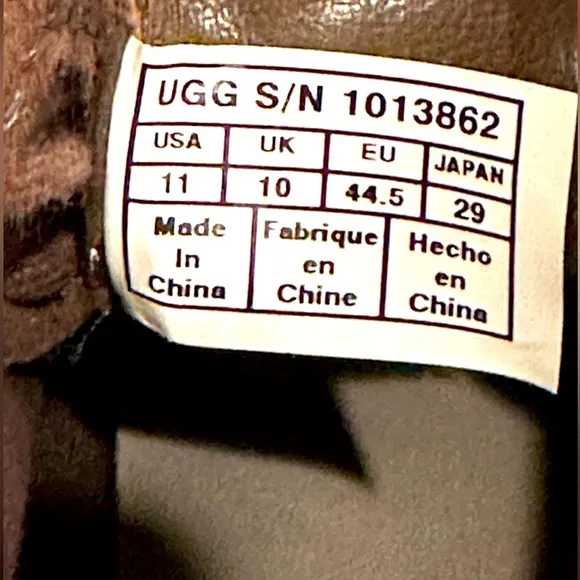 UGG S/N 1013862
USA UK EU JAPAN
11 10 44.5 29
Made Fabrique Hecho
In en en
China Chine China